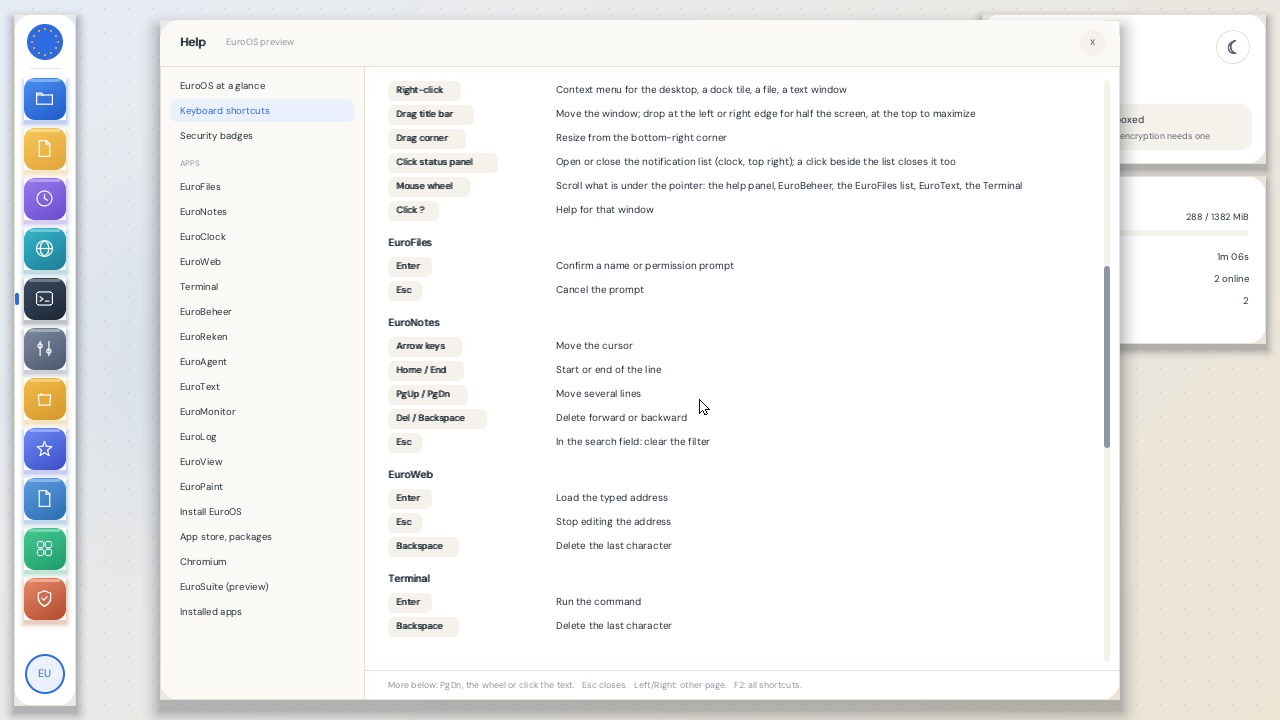 Help EuroOS preview x
EuroOS at a glance
Keyboard shortcuts
Security badges
APPS
EuroFiles
EuroNotes
EuroClock
EuroWeb
Terminal
EuroBeheer
EuroReken
EuroAgent
EuroText
EuroMonitor
EuroLog
EuroView
EuroPaint
Install EuroOS
App store, packages
Chromium
EuroSuite (preview)
Installed apps
Right-click Context menu for the desktop, a dock tile, a file, a text window
Drag title bar Move the window; drop at the left or right edge for half the screen, at the top to maximize
Drag corner Resize from the bottom-right corner
Click status panel Open or close the notification list (clock, top right); a click beside the list closes it too
Mouse wheel Scroll what is under the pointer: the help panel, EuroBeheer, the EuroFiles list, EuroText, the Terminal
Click ? Help for that window
EuroFiles
Enter Confirm a name or permission prompt
Esc Cancel the prompt
EuroNotes
Arrow keys Move the cursor
Home / End Start or end of the line
PgUp / PgDn Move several lines
Del / Backspace Delete forward or backward
Esc In the search field: clear the filter
EuroWeb
Enter Load the typed address
Esc Stop editing the address
Backspace Delete the last character
Terminal
Enter Run the command
Backspace Delete the last character
More below: PgDn, the wheel or click the text. Esc closes. Left/Right: other page. F2: all shortcuts.
oxed
encryption needs one
288 / 1382 MiB
1m 06s
2 online
2
EU